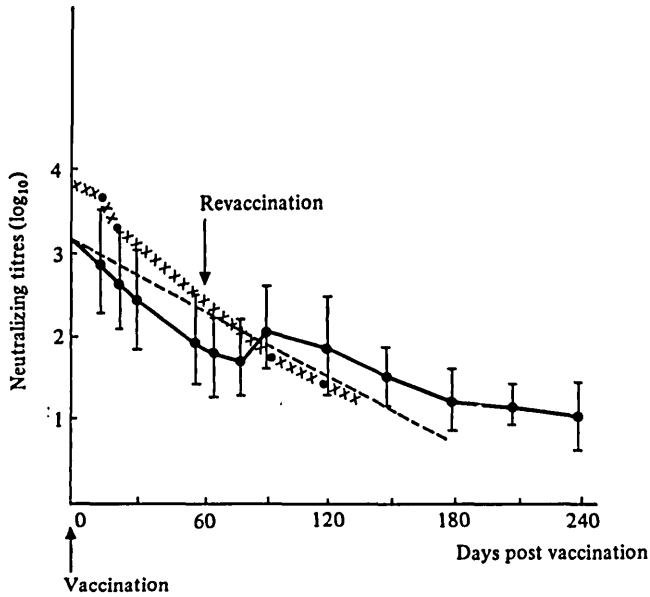 4
Revaccination
3
Neutralizing titres (log10)
2
1
0 60 120 180 240
Days post vaccination
Vaccination